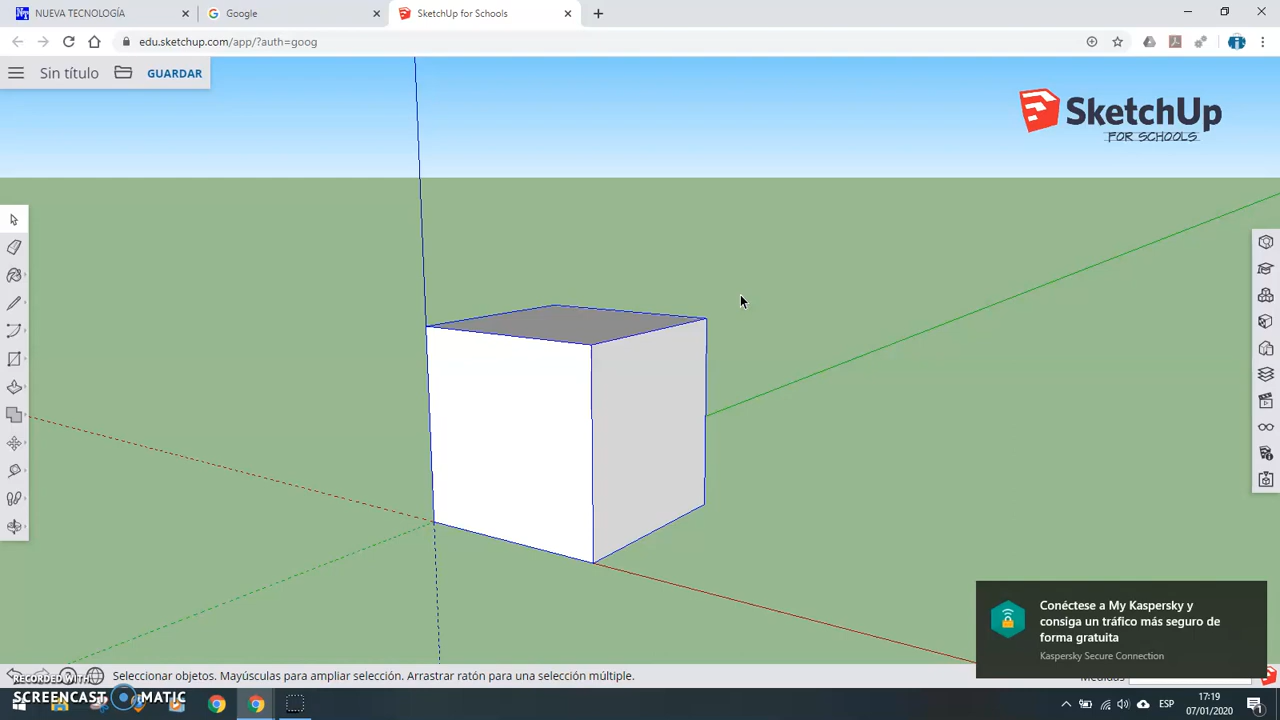 NUEVA TECNOLOGÍA
Google
SketchUp for Schools
edu.sketchup.com/app/?auth=goog
Sin título
GUARDAR
SketchUp
FOR SCHOOLS
Conéctese a My Kaspersky y
consiga un tráfico más seguro de
forma gratuita
Kaspersky Secure Connection
Seleccionar objetos. Mayúsculas para ampliar selección. Arrastrar ratón para una selección múltiple.
Medidas
RECORDED WITH
SCREENCAST MATIC
ESP
17:19
07/01/2020